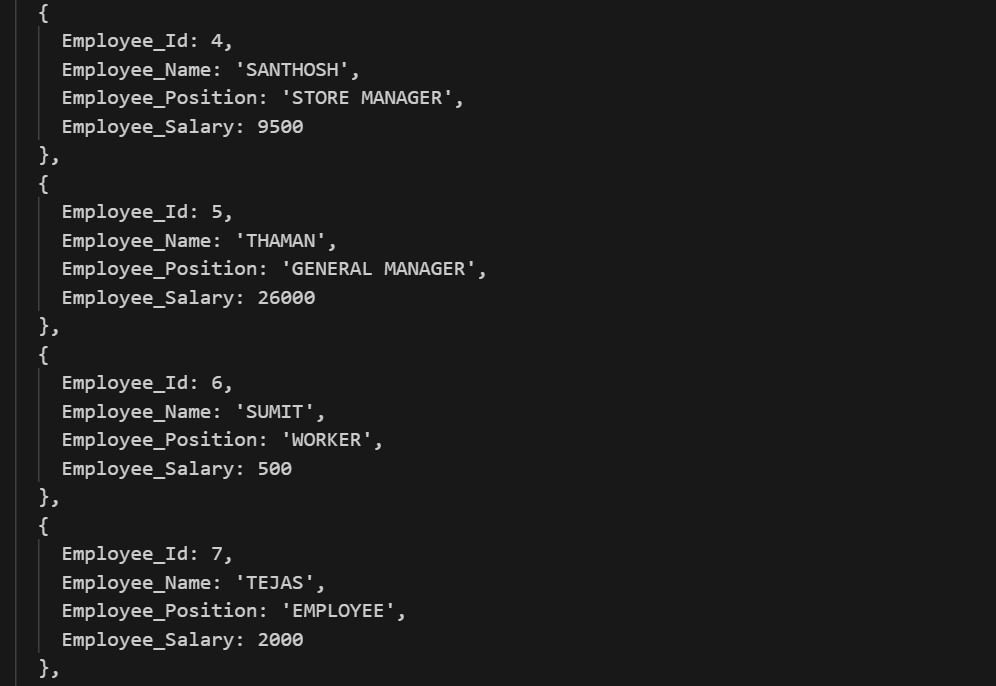 {
Employee_Id: 4,
Employee_Name: 'SANTHOSH',
Employee_Position: 'STORE MANAGER',
Employee_Salary: 9500
},
{
Employee_Id: 5,
Employee_Name: 'THAMAN',
Employee_Position: 'GENERAL MANAGER',
Employee_Salary: 26000
},
{
Employee_Id: 6,
Employee_Name: 'SUMIT',
Employee_Position: 'WORKER',
Employee_Salary: 500
},
{
Employee_Id: 7,
Employee_Name: 'TEJAS',
Employee_Position: 'EMPLOYEE',
Employee_Salary: 2000
},